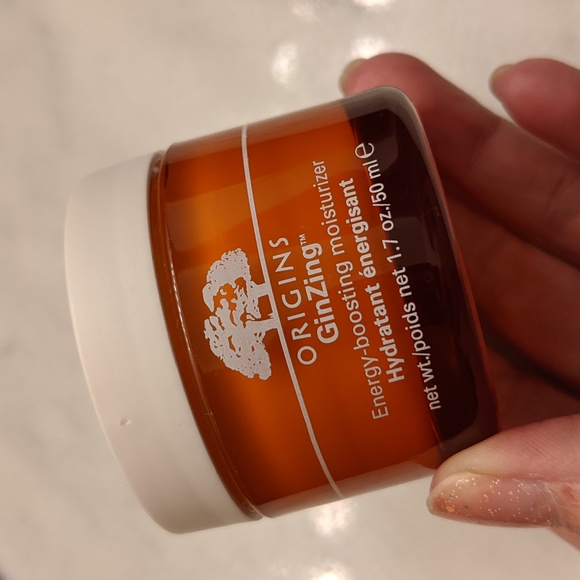 ORIGINS
GinZing™
Energy-boosting moisturizer
Hydratant énergisant
net wt./poids net 1.7 oz./50 ml ℮